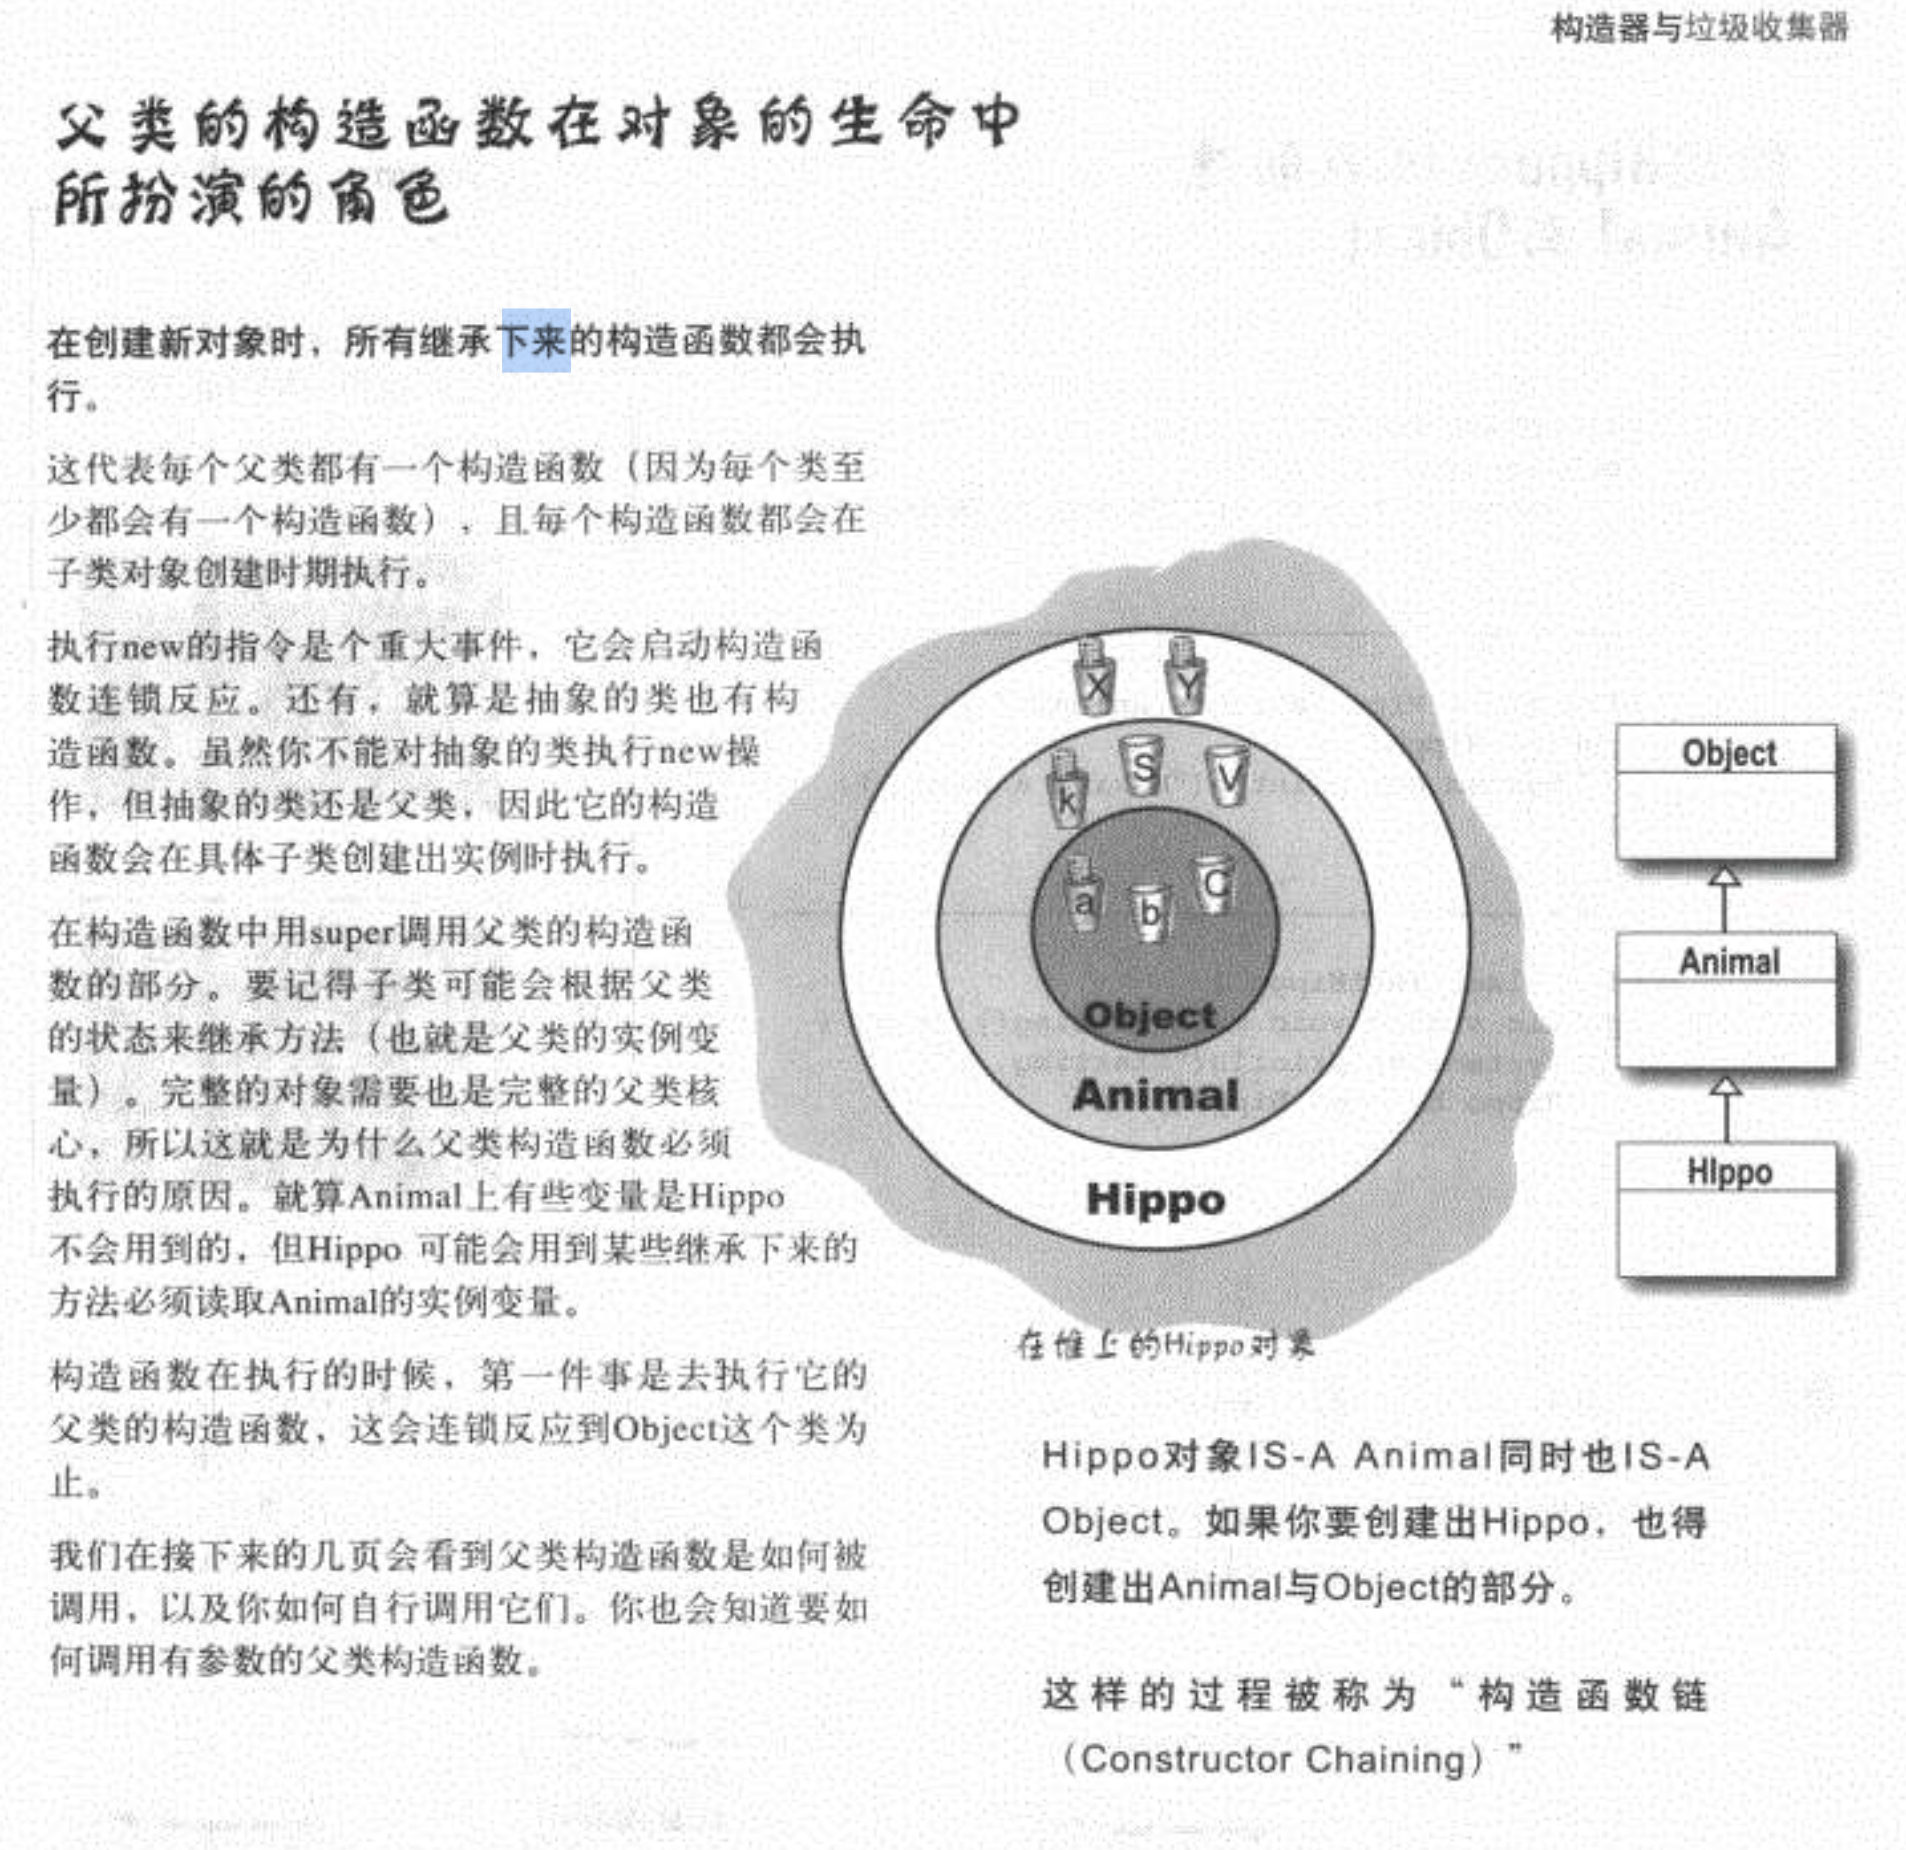 构造器与垃圾收集器
父类的构造函数在对象的生命中
所扮演的角色
在创建新对象时，所有继承下来的构造函数都会执
行。
这代表每个父类都有一个构造函数（因为每个类至
少都会有一个构造函数），且每个构造函数都会在
子类对象创建时期执行。
执行new的指令是个重大事件，它会启动构造函
数连锁反应。还有，就算是抽象的类也有构
造函数。虽然你不能对抽象的类执行new操
作，但抽象的类还是父类，因此它的构造
函数会在具体子类创建出实例时执行。
在构造函数中用super调用父类的构造函
数的部分。要记得子类可能会根据父类
的状态来继承方法（也就是父类的实例变
量）。完整的对象需要也是完整的父类核
心，所以这就是为什么父类构造函数必须
执行的原因。就算Animal上有些变量是Hippo
不会用到的，但Hippo 可能会用到某些继承下来的
方法必须读取Animal的实例变量。
构造函数在执行的时候，第一件事是去执行它的
父类的构造函数，这会连锁反应到Object这个类为
止。
我们在接下来的几页会看到父类构造函数是如何被
调用，以及你如何自行调用它们。你也会知道要如
何调用有参数的父类构造函数。
X Y
k S V
a b C
Object
Animal
Hippo
在堆上的Hippo对象
Object
Animal
HIppo
Hippo对象IS-A Animal同时也IS-A
Object。如果你要创建出Hippo，也得
创建出Animal与Object的部分。
这样的过程被称为“构造函数链
（Constructor Chaining）”